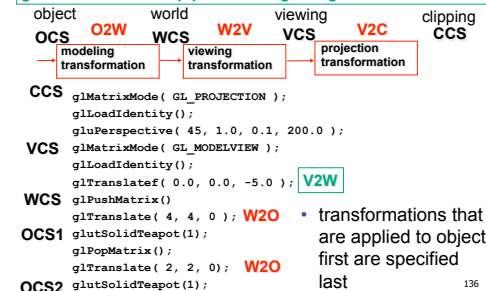 object world viewing clipping
OCS O2W WCS W2V VCS V2C CCS
modeling transformation
viewing transformation
projection transformation
CCS glMatrixMode( GL_PROJECTION );
glLoadIdentity();
gluPerspective( 45, 1.0, 0.1, 200.0 );
VCS glMatrixMode( GL_MODELVIEW );
glLoadIdentity();
glTranslatef( 0.0, 0.0, -5.0 ); V2W
WCS glPushMatrix()
glTranslate( 4, 4, 0 ); W2O
OCS1 glutSolidTeapot(1);
glPopMatrix();
glTranslate( 2, 2, 0); W2O
OCS2 glutSolidTeapot(1);
• transformations that
are applied to object
first are specified
last
136